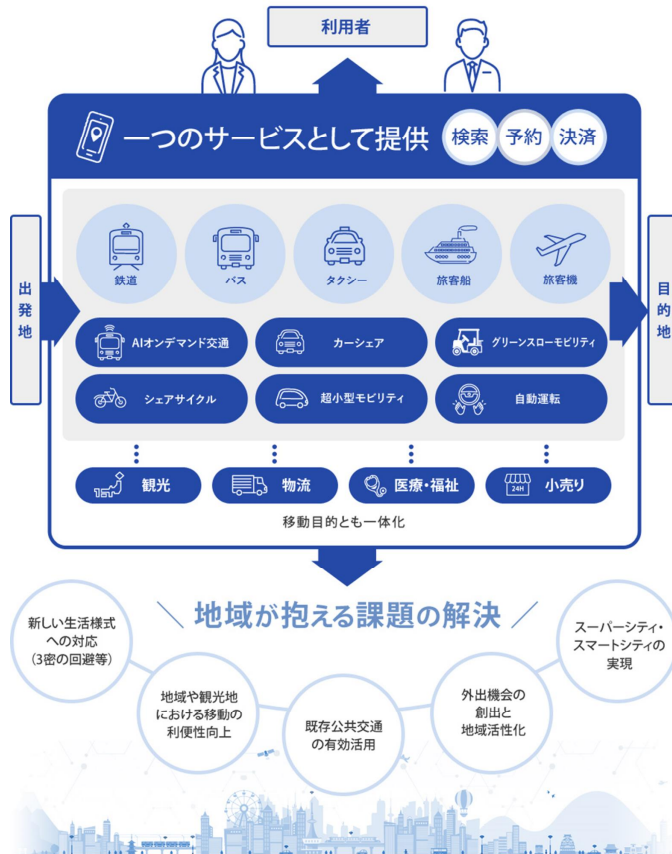 利用者
一つのサービスとして提供
検索
予約
決済
出発地
目的地
鉄道
バス
タクシー
旅客船
旅客機
AIオンデマンド交通
カーシェア
グリーンスローモビリティ
シェアサイクル
超小型モビリティ
自動運転
観光
物流
24H
医療・福祉
小売り
移動目的とも一体化
地域が抱える課題の解決
新しい生活様式
への対応
(3密の回避等)
地域や観光地
における移動の
利便性向上
既存公共交通
の有効活用
外出機会の
創出と
地域活性化
スーパーシティ・
スマートシティの
実現